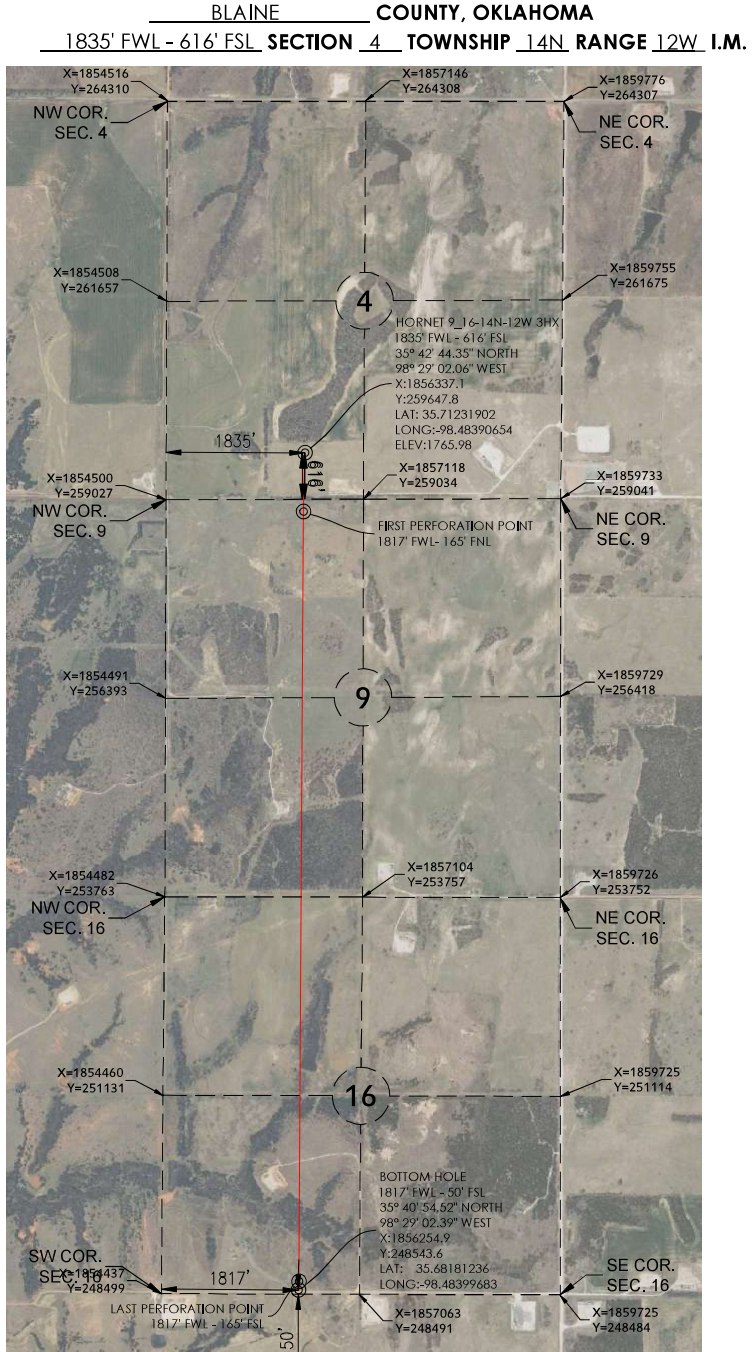 BLAINE COUNTY, OKLAHOMA
1835' FWL - 616' FSL SECTION 4 TOWNSHIP 14N RANGE 12W I.M.
X=1854516
Y=264310
X=1857146
Y=264308
X=1859776
Y=264307
NW COR.
SEC. 4
NE COR.
SEC. 4
X=1854508
Y=261657
X=1859755
Y=261675
4
HORNET 9_16-14N-12W 3HX
1835' FWL - 616' FSL
35° 42' 44.35" NORTH
98° 29' 02.06" WEST
X:1856337.1
Y:259647.8
LAT: 35.71231902
LONG:-98.48390654
ELEV:1765.98
1835'
616'
X=1854500
Y=259027
X=1857118
Y=259034
X=1859733
Y=259041
NW COR.
SEC. 9
NE COR.
SEC. 9
FIRST PERFORATION POINT
1817' FWL- 165' FNL
X=1854491
Y=256393
X=1859729
Y=256418
9
X=1854482
Y=253763
X=1857104
Y=253757
X=1859726
Y=253752
NW COR.
SEC. 16
NE COR.
SEC. 16
X=1854460
Y=251131
X=1859725
Y=251114
16
BOTTOM HOLE
1817' FWL - 50' FSL
35° 40' 54.52" NORTH
98° 29' 02.39" WEST
X:1856254.9
Y:248543.6
LAT: 35.68181236
LONG:-98.48399683
SW COR.
SEC. 16
X=1854437
Y=248499
1817'
SE COR.
SEC. 16
LAST PERFORATION POINT
1817' FWL - 165' FSL
50'
X=1857063
Y=248491
X=1859725
Y=248484